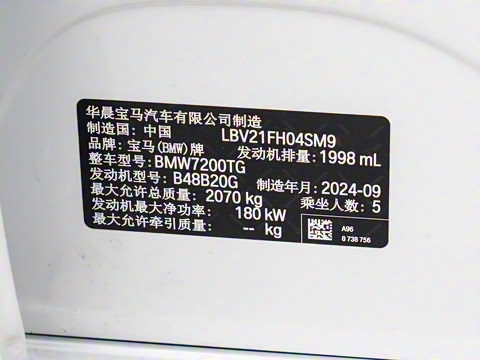 华晨宝马汽车有限公司制造
制造国: 中国 LBV21FH04SM9
品牌: 宝马(BMW)牌 发动机排量: 1998 mL
整车型号: BMW7200TG
发动机型号: B48B20G 制造年月: 2024-09
最大允许总质量: 2070 kg 乘坐人数: 5
发动机最大净功率: 180 kW
最大允许牵引质量: -- kg
A96
8 738 756